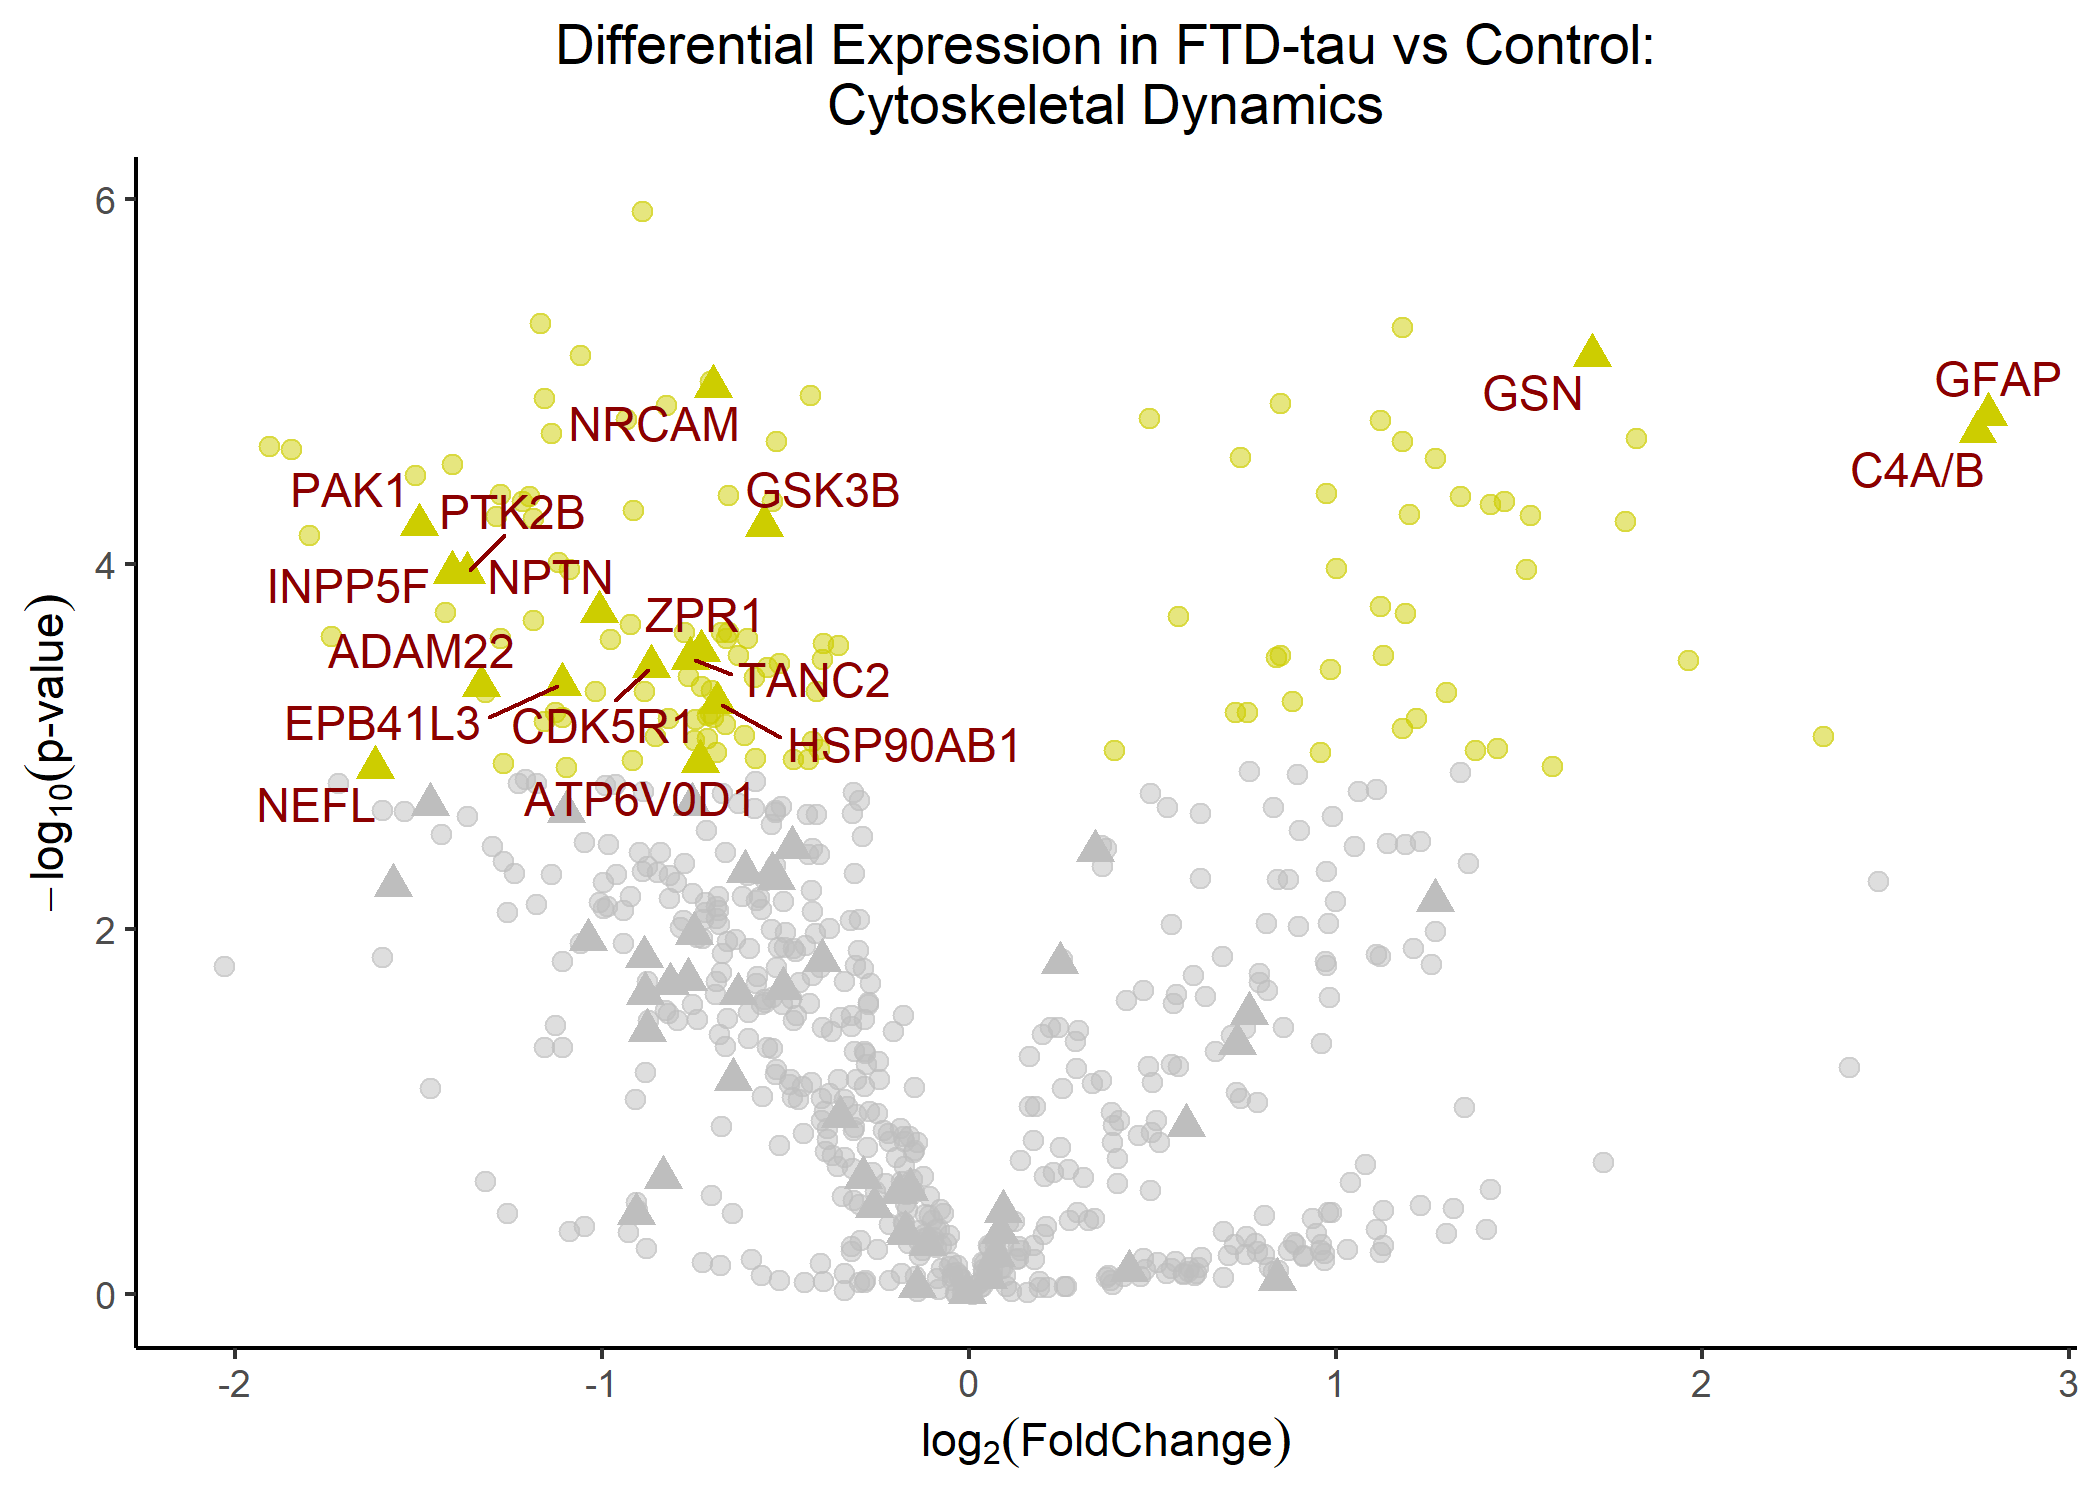 Differential Expression in FTD-tau vs Control:
Cytoskeletal Dynamics
6
4
2
0
−log10(p-value)
GSN
GFAP
C4A/B
NRCAM
PAK1
GSK3B
PTK2B
INPP5F
NPTN
ZPR1
ADAM22
TANC2
EPB41L3
CDK5R1
HSP90AB1
NEFL
ATP6V0D1
-2
-1
0
1
2
3
log2(FoldChange)